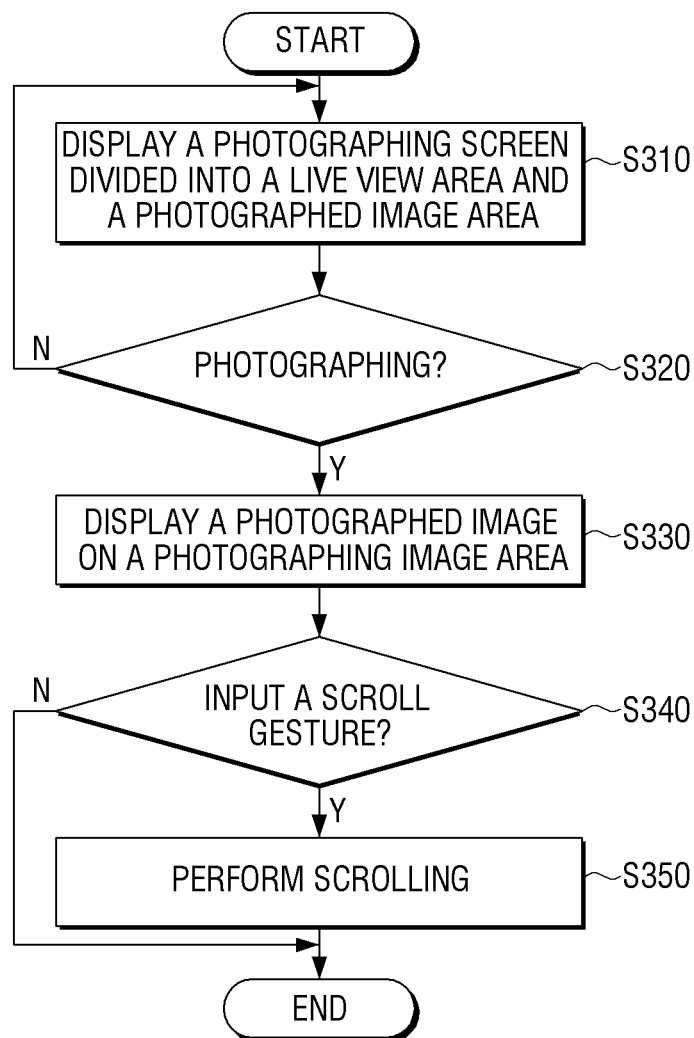 START
DISPLAY A PHOTOGRAPHING SCREEN
DIVIDED INTO A LIVE VIEW AREA AND
A PHOTOGRAPHED IMAGE AREA
S310
N
PHOTOGRAPHING?
S320
Y
DISPLAY A PHOTOGRAPHED IMAGE
ON A PHOTOGRAPHING IMAGE AREA
S330
N
INPUT A SCROLL
GESTURE?
S340
Y
PERFORM SCROLLING
S350
END